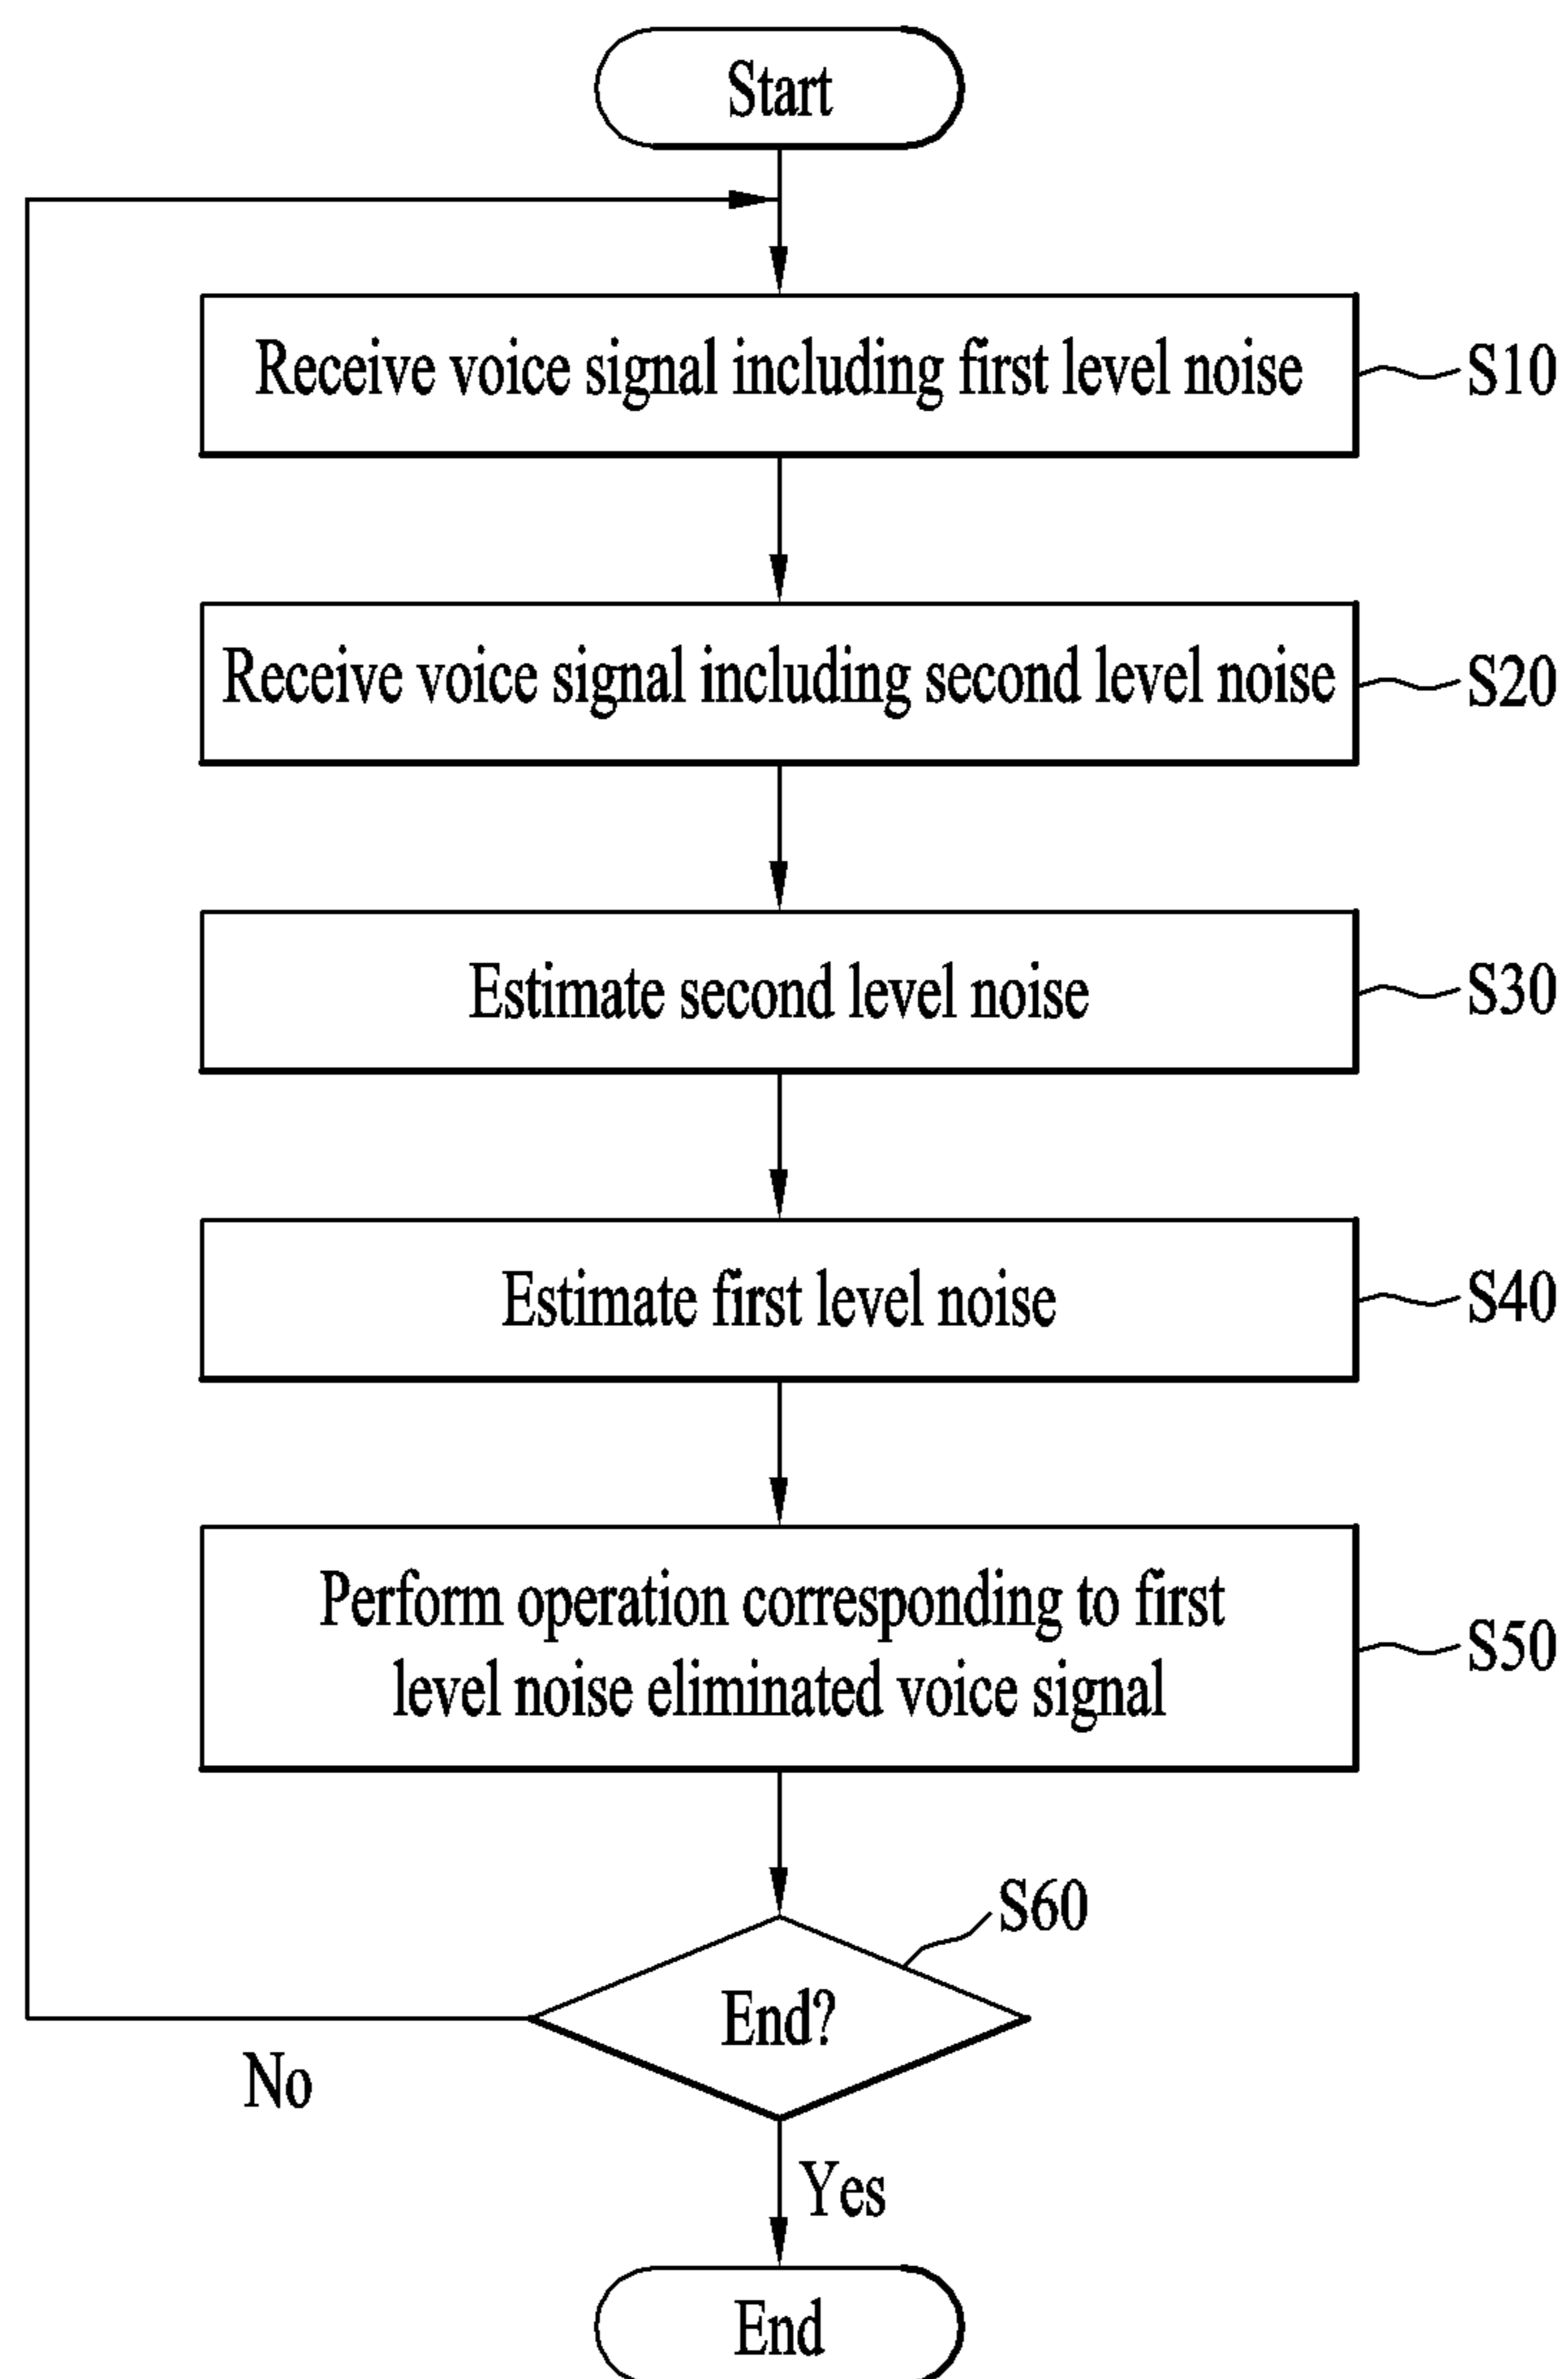 Start
Receive voice signal including first level noise
S10
Receive voice signal including second level noise
S20
Estimate second level noise
S30
Estimate first level noise
S40
Perform operation corresponding to first
level noise eliminated voice signal
S50
S60
End?
No
Yes
End